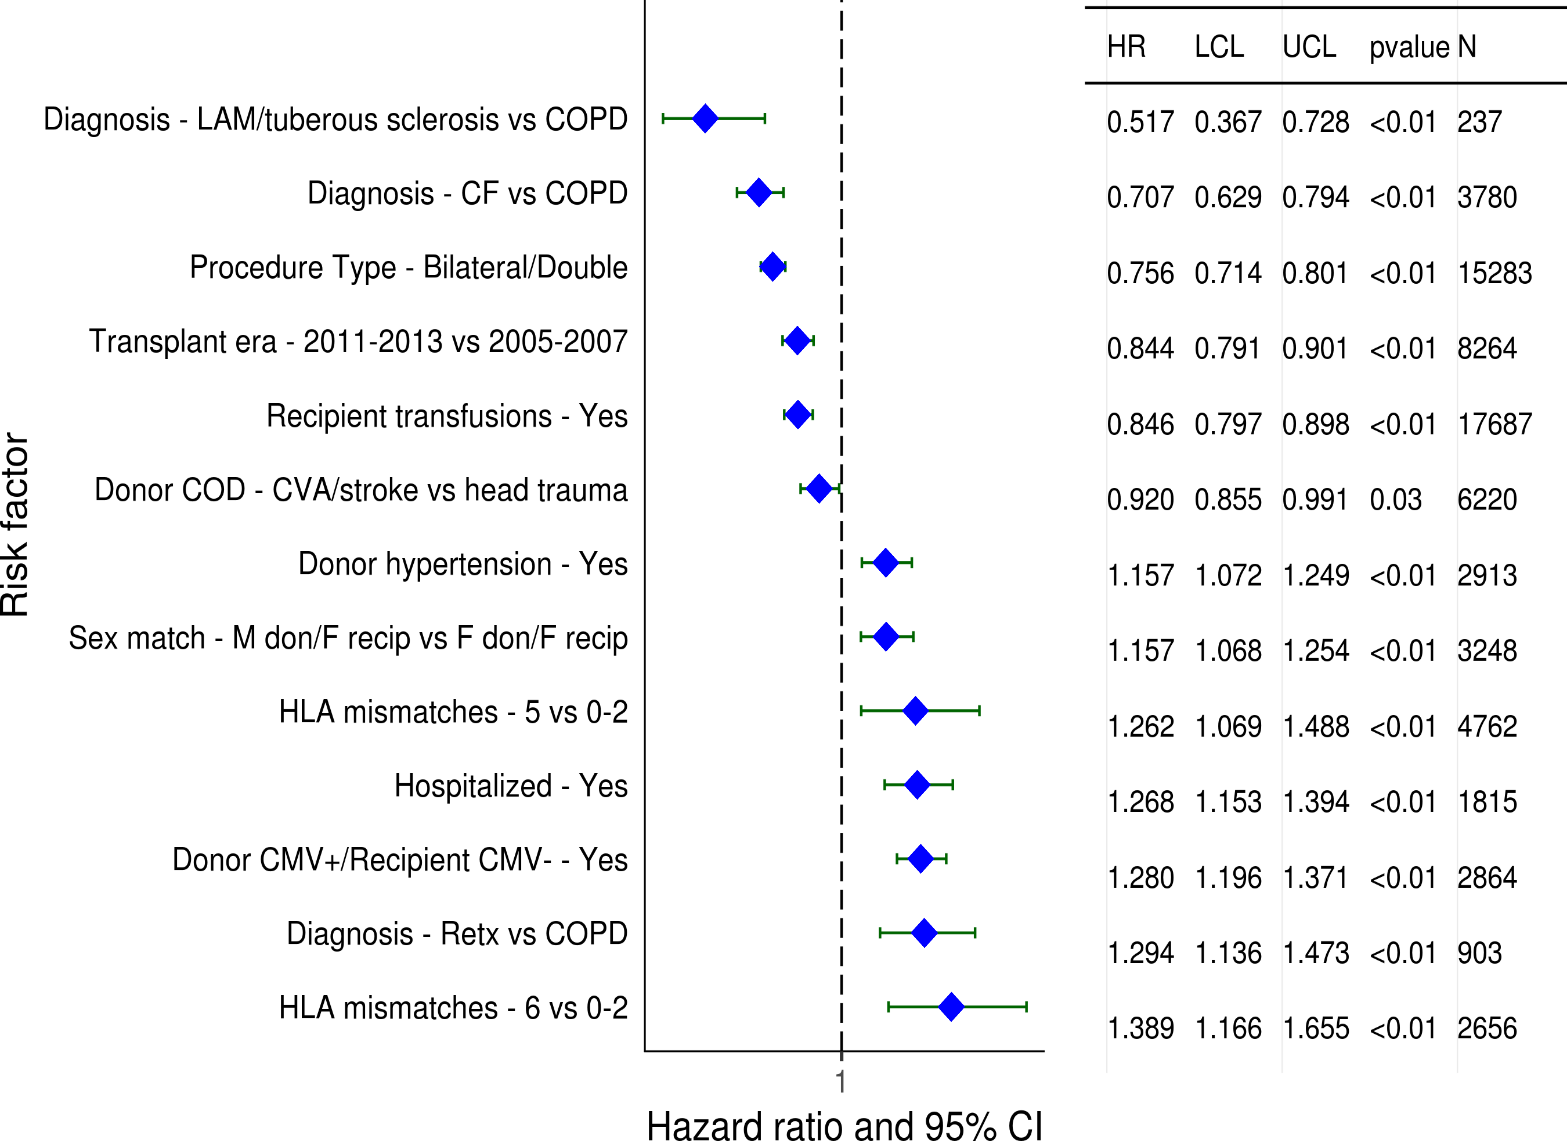 HR LCL UCL pvalue N
Diagnosis - LAM/tuberous sclerosis vs COPD 0.517 0.367 0.728 <0.01 237
Diagnosis - CF vs COPD 0.707 0.629 0.794 <0.01 3780
Procedure Type - Bilateral/Double 0.756 0.714 0.801 <0.01 15283
Transplant era - 2011-2013 vs 2005-2007 0.844 0.791 0.901 <0.01 8264
Recipient transfusions - Yes 0.846 0.797 0.898 <0.01 17687
Donor COD - CVA/stroke vs head trauma 0.920 0.855 0.991 0.03 6220
Donor hypertension - Yes 1.157 1.072 1.249 <0.01 2913
Sex match - M don/F recip vs F don/F recip 1.157 1.068 1.254 <0.01 3248
HLA mismatches - 5 vs 0-2 1.262 1.069 1.488 <0.01 4762
Hospitalized - Yes 1.268 1.153 1.394 <0.01 1815
Donor CMV+/Recipient CMV- - Yes 1.280 1.196 1.371 <0.01 2864
Diagnosis - Retx vs COPD 1.294 1.136 1.473 <0.01 903
HLA mismatches - 6 vs 0-2 1.389 1.166 1.655 <0.01 2656
Risk factor
1
Hazard ratio and 95% CI